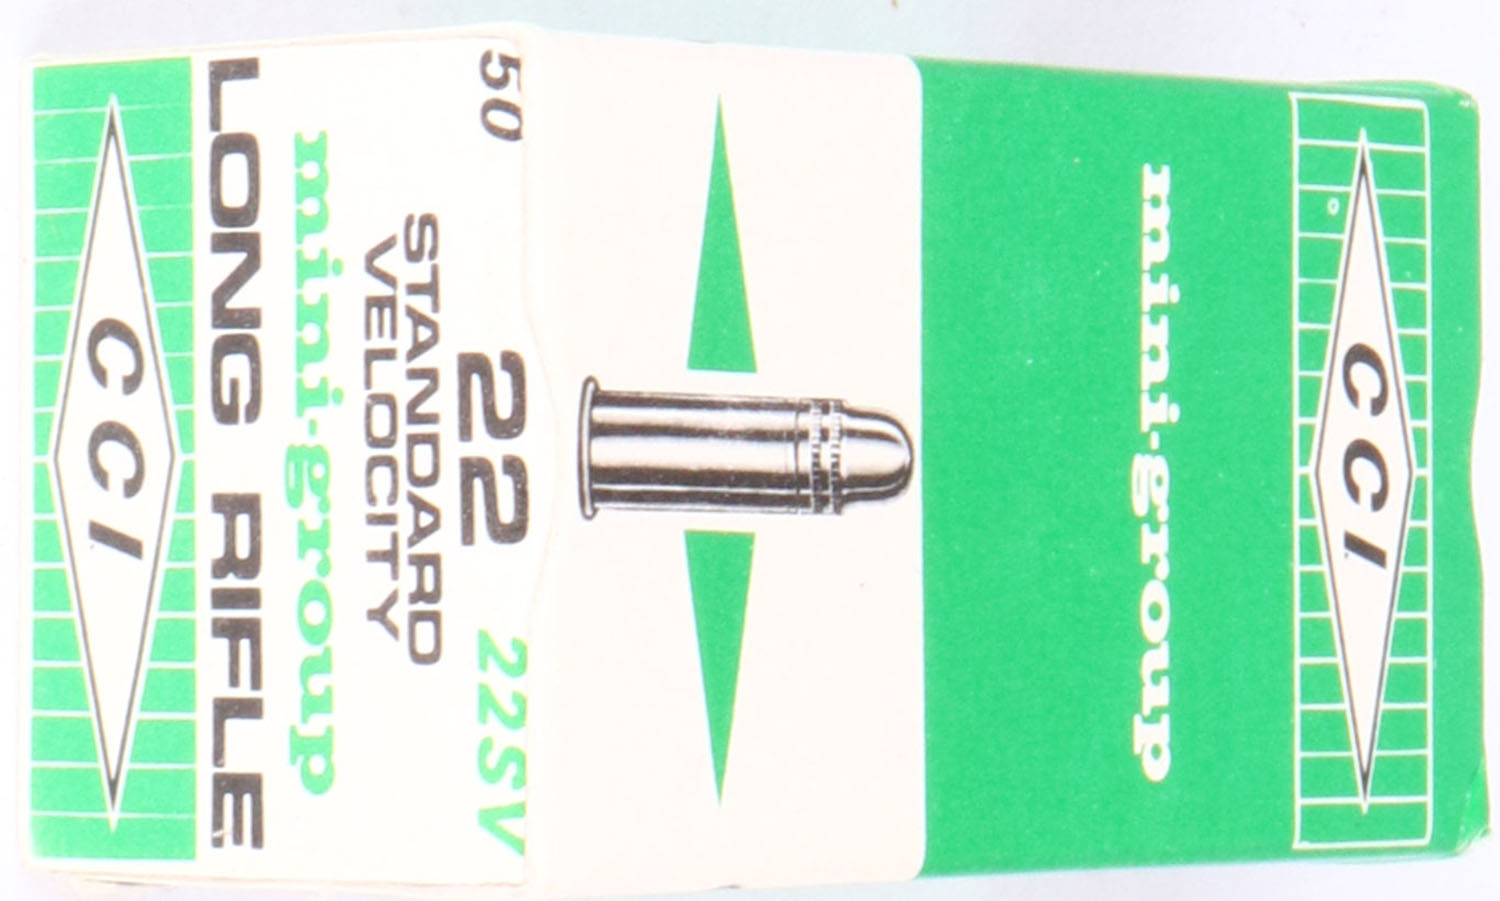 50 22 22SV
STANDARD
VELOCITY
mini-group
LONG RIFLE
CCI
mini-group
CCI